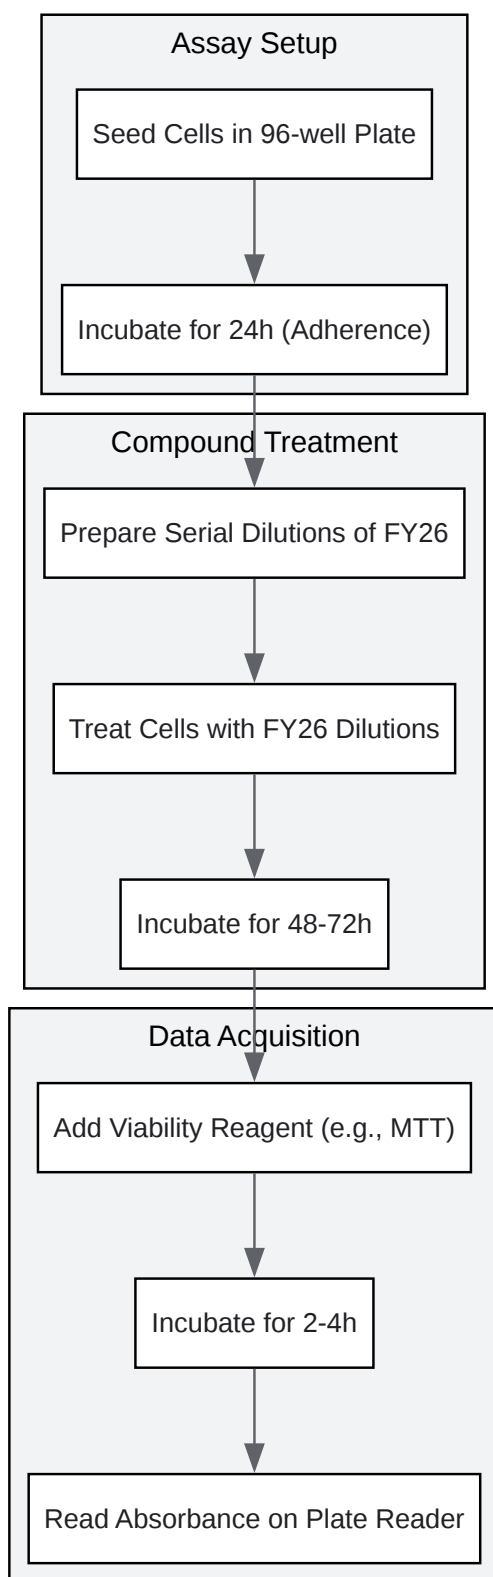 Assay Setup
Seed Cells in 96-well Plate
Incubate for 24h (Adherence)
Compound Treatment
Prepare Serial Dilutions of FY26
Treat Cells with FY26 Dilutions
Incubate for 48-72h
Data Acquisition
Add Viability Reagent (e.g., MTT)
Incubate for 2-4h
Read Absorbance on Plate Reader